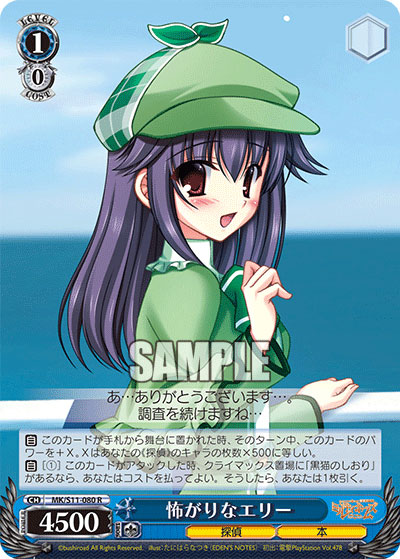 LEVEL
1
0
COST
SAMPLE
あ…ありがとうございます…。
調査を続けますね…
自 このカードが手札から舞台に置かれた時、そのターン中、このカードのパワ
ーを＋X。Xはあなたの《探偵》のキャラの枚数×500に等しい。
自 [①] このカードがアタックした時、クライマックス置場に「黒猫のしおり」
があるなら、あなたはコストを払ってよい。そうしたら、あなたは1枚引く。
CH MK/S11-080 R
4500
怖がりなエリー
探偵
本
©bushiroad All Rights Reserved. illust:たにはらなつき(EDEN'S NOTES) 初出:電撃PlayStation Vol.478